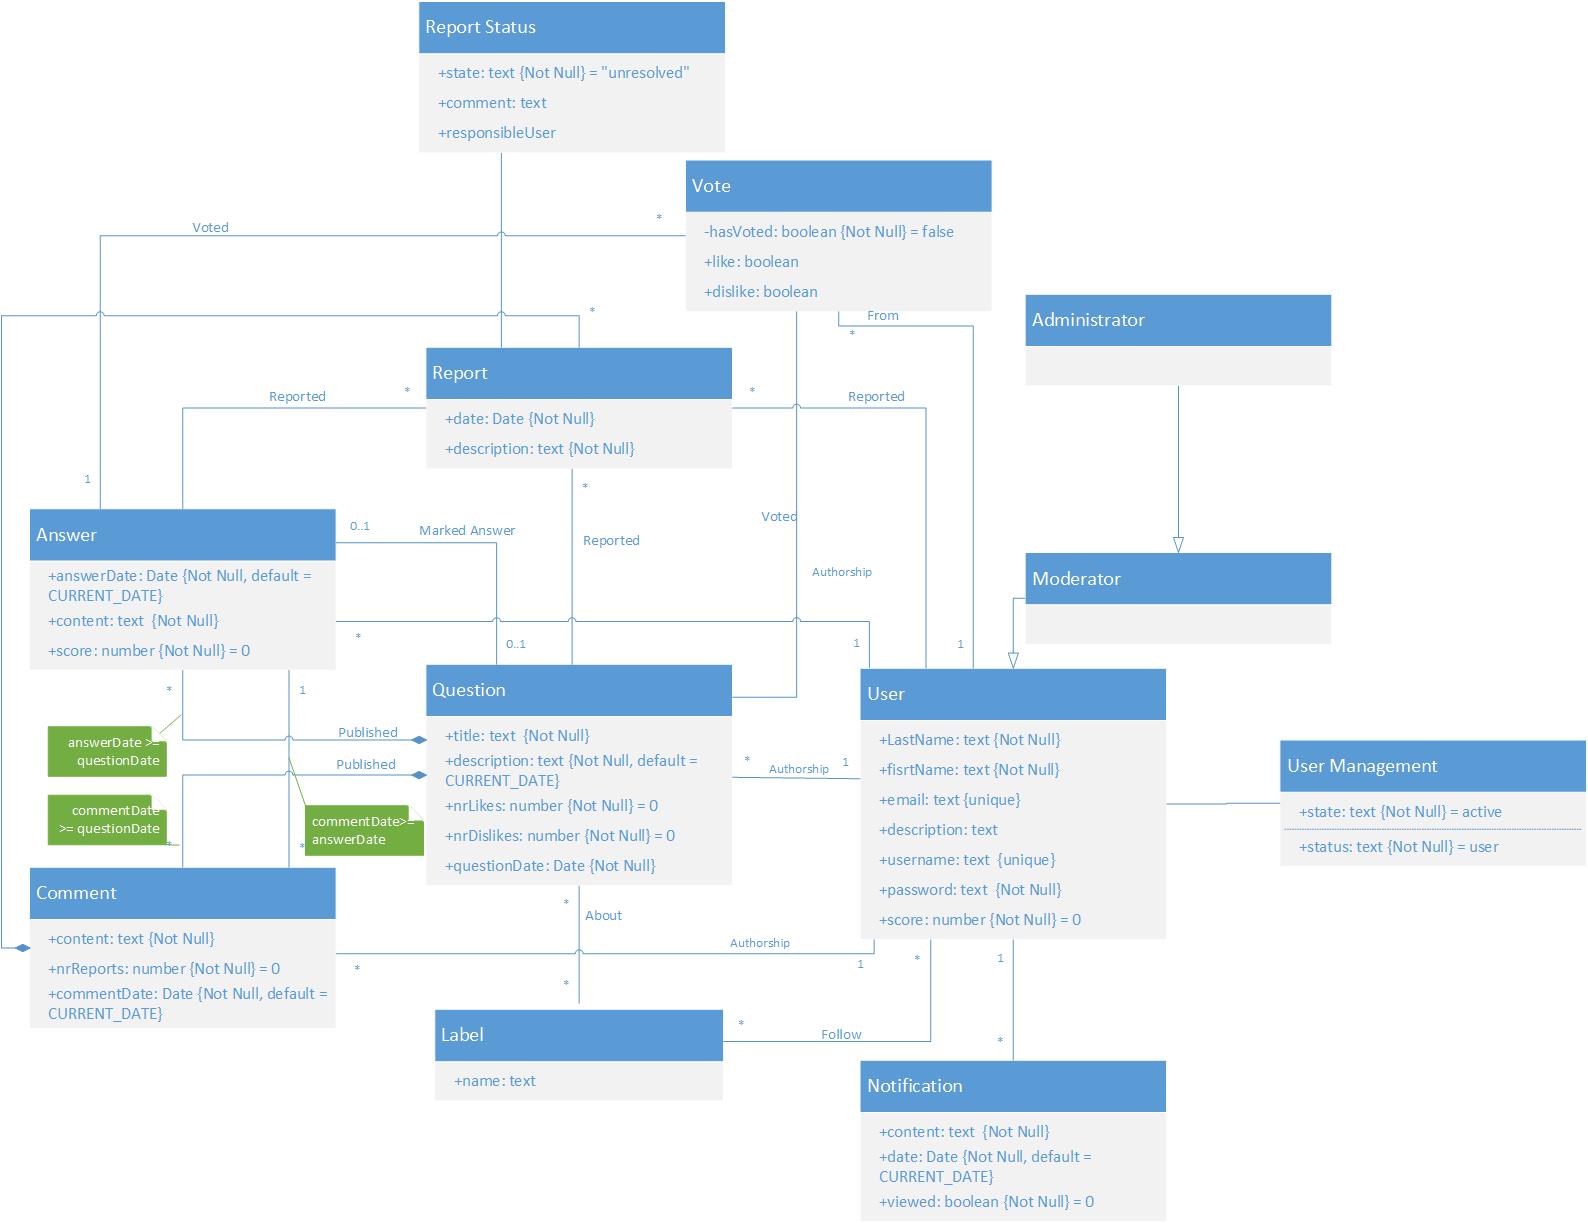 Report Status
+state: text {Not Null} = "unresolved"
+comment: text
+responsibleUser
Vote
-hasVoted: boolean {Not Null} = false
+like: boolean
+dislike: boolean
Voted
*
*
From
*
Administrator
Report
+date: Date {Not Null}
+description: text {Not Null}
Reported
*
*
Reported
1
*
Reported
Voted
Authorship
Moderator
Answer
+answerDate: Date {Not Null, default =
CURRENT_DATE}
+content: text  {Not Null}
+score: number {Not Null} = 0
0..1
Marked Answer
0..1
*
1
1
*
1
answerDate >=
questionDate
commentDate
>= questionDate
*
Published
Published
commentDate>=
answerDate
*
Question
+title: text  {Not Null}
+description: text {Not Null, default =
CURRENT_DATE}
+nrLikes: number {Not Null} = 0
+nrDislikes: number {Not Null} = 0
+questionDate: Date {Not Null}
*
Authorship
1
User
+LastName: text {Not Null}
+fisrtName: text {Not Null}
+email: text {unique}
+description: text
+username: text  {unique}
+password: text  {Not Null}
+score: number {Not Null} = 0
User Management
+state: text {Not Null} = active
+status: text {Not Null} = user
Comment
+content: text {Not Null}
+nrReports: number {Not Null} = 0
+commentDate: Date {Not Null, default =
CURRENT_DATE}
*
About
*
Authorship
*
1
*
1
Label
+name: text
*
Follow
*
Notification
+content: text  {Not Null}
+date: Date {Not Null, default =
CURRENT_DATE}
+viewed: boolean {Not Null} = 0